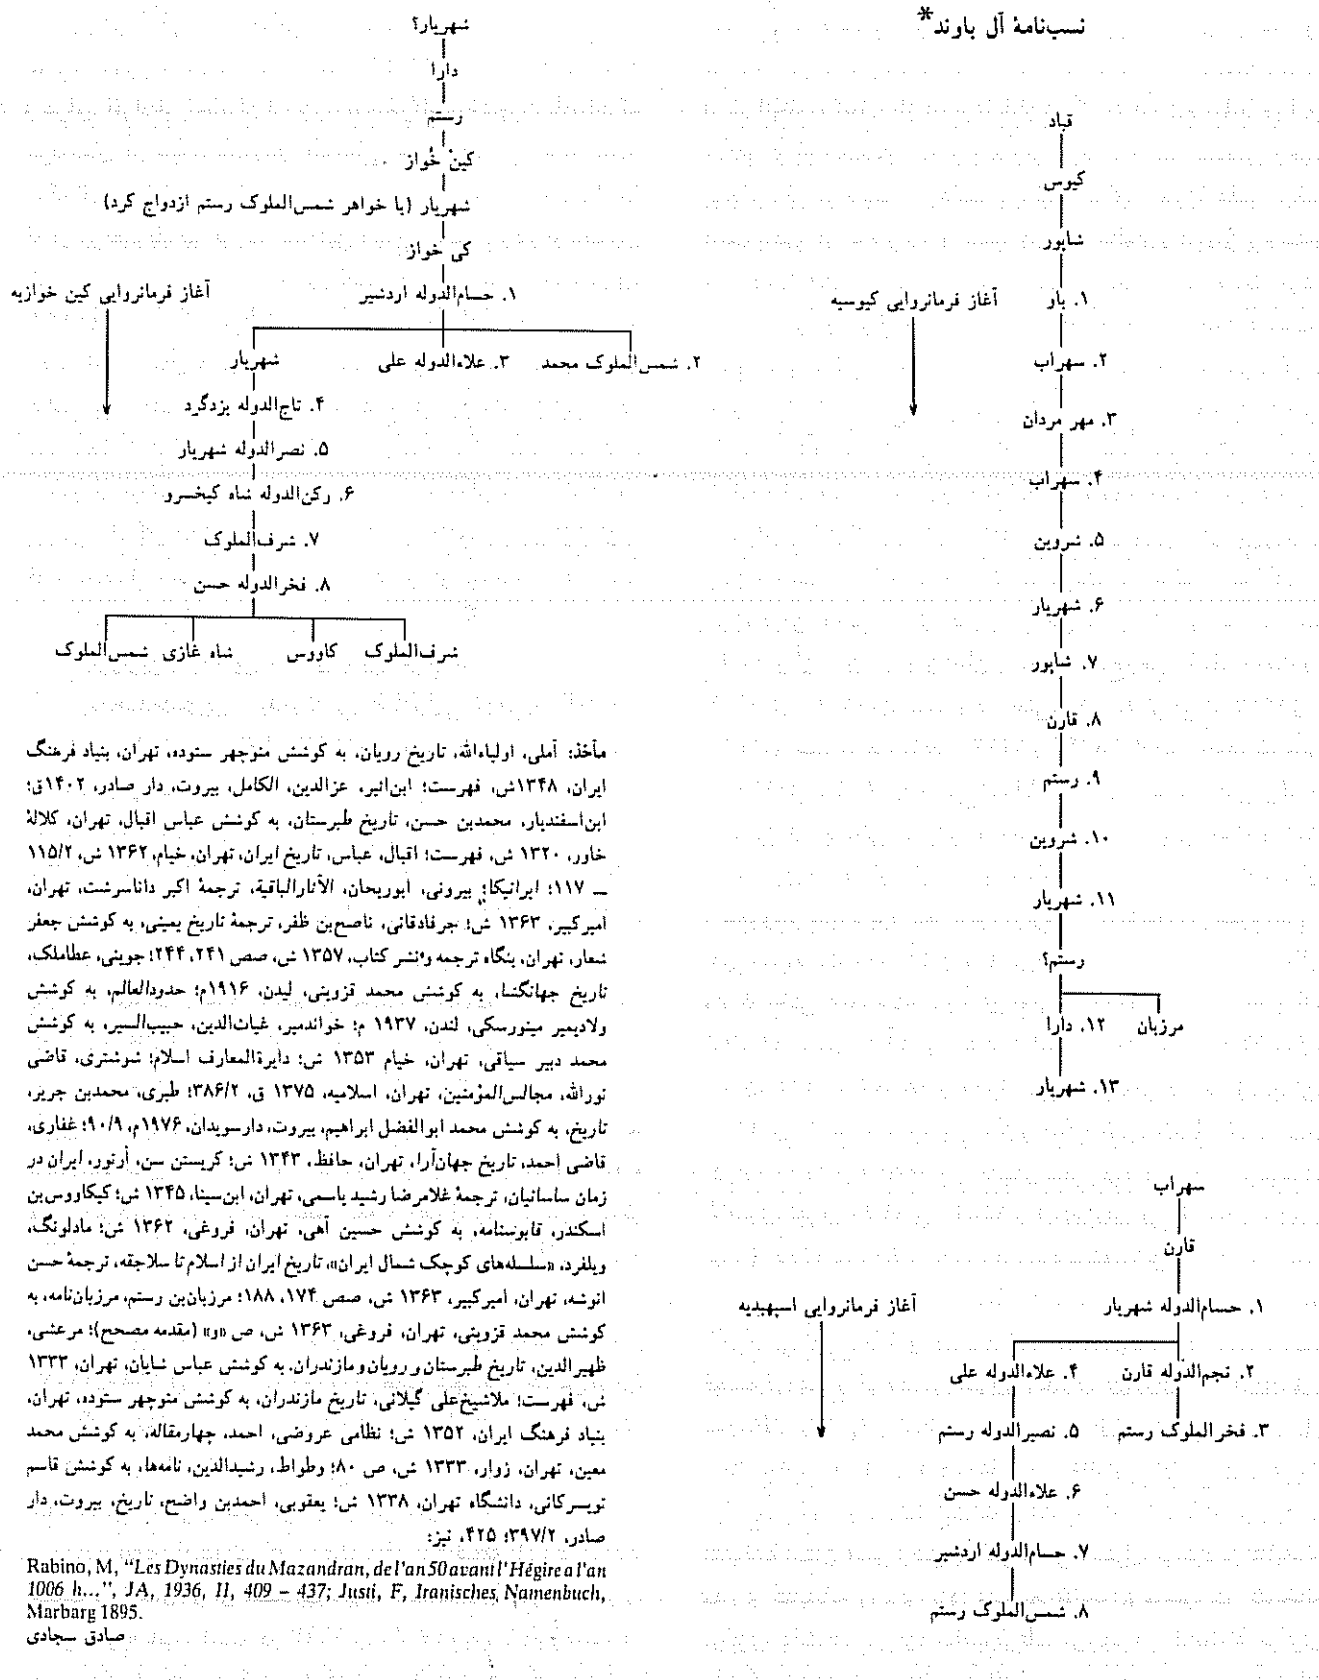 نسب‌نامهٔ آل باوند*
قباد
کیوس
شاپور
۱. باو
آغاز فرمانروایی کیوسیه
۲. سهراب
۳. مهر مردان
۴. سهراب
۵. شروین
۶. شهریار
۷. شاپور
۸. قارن
۹. رستم
۱۰. شروین
۱۱. شهریار
رستم؟
مرزبان
۱۲. دارا
۱۳. شهریار
سهراب
قارن
۱. حسام‌الدوله شهریار
آغاز فرمانروایی اسپهبدیه
۲. نجم‌الدوله قارن
۴. علاءالدوله علی
۳. فخرالملوک رستم
۵. نصیرالدوله رستم
۶. علاءالدوله حسن
۷. حسام‌الدوله اردشیر
۸. شمس‌الملوک رستم
شهریار؟
دارا
رستم
کینْ خُواز
شهریار (با خواهر شمس‌الملوک رستم ازدواج کرد)
کی خواز
۱. حسام‌الدوله اردشیر
آغاز فرمانروایی کین خوازیه
۲. شمس‌الملوک محمد
۳. علاءالدوله علی
شهریار
۴. تاج‌الدوله یزدگرد
۵. نصرالدوله شهریار
۶. رکن‌الدوله شاه کیخسرو
۷. شرف‌الملوک
۸. فخرالدوله حسن
شرف‌الملوک
کاووس
شاه غازی
شمس‌الملوک
مآخذ: آملی، اولیاءالله، تاریخ رویان، به کوشش منوچهر ستوده، تهران، بنیاد فرهنگ
ایران، ۱۳۴۸ش، فهرست؛ ابن‌اثیر، عزالدین، الکامل، بیروت، دار صادر، ۱۴۰۲ق؛
ابن‌اسفندیار، محمدبن حسن، تاریخ طبرستان، به کوشش عباس اقبال، تهران، کلالهٔ
خاور، ۱۳۲۰ ش، فهرست؛ اقبال، عباس، تاریخ ایران، تهران، خیام، ۱۳۶۲ ش، ۱۱۵/۲
ـ ۱۱۷؛ ایرانیکا؛ بیرونی، ابوریحان، الآثارالباقیة، ترجمهٔ اکبر داناسرشت، تهران،
امیرکبیر، ۱۳۶۳ ش؛ جرفادقانی، ناصح‌بن ظفر، ترجمهٔ تاریخ یمینی، به کوشش جعفر
شعار، تهران، بنگاه ترجمه و نشر کتاب، ۱۳۵۷ ش، صص ۲۴۱، ۲۴۴؛ جوینی، عطاملک،
تاریخ جهانگشا، به کوشش محمد قزوینی، لیدن، ۱۹۱۶م؛ حدودالعالم، به کوشش
ولادیمیر مینورسکی، لندن، ۱۹۳۷ م؛ خواندمیر، غیاث‌الدین، حبیب‌السیر، به کوشش
محمد دبیر سیاقی، تهران، خیام ۱۳۵۳ ش؛ دایرةالمعارف اسلام؛ شوشتری، قاضی
نورالله، مجالس‌المؤمنین، تهران، اسلامیه، ۱۳۷۵ ق، ۳۸۶/۲؛ طبری، محمدبن جریر،
تاریخ، به کوشش محمد ابوالفضل ابراهیم، بیروت، دارسویدان، ۱۹۷۶م، ۹۰/۹؛ غفاری،
قاضی احمد، تاریخ جهان‌آرا، تهران، حافظ، ۱۳۴۳ ش؛ کریستن سن، آرتور، ایران در
زمان ساسانیان، ترجمهٔ غلامرضا رشید یاسمی، تهران، ابن‌سینا، ۱۳۴۵ ش؛ کیکاووس‌بن
اسکندر، قابوسنامه، به کوشش حسین آهی، تهران، فروغی، ۱۳۶۲ ش؛ مادلونگ،
ویلفرد، «سلسله‌های کوچک شمال ایران»، تاریخ ایران از اسلام تا سلاجقه، ترجمهٔ حسن
انوشه، تهران، امیرکبیر، ۱۳۶۳ ش، صص ۱۷۴، ۱۸۸؛ مرزبان‌بن رستم، مرزبان‌نامه، به
کوشش محمد قزوینی، تهران، فروغی، ۱۳۶۳ ش، ص «و» (مقدمه مصحح)؛ مرعشی،
ظهیرالدین، تاریخ طبرستان و رویان و مازندران، به کوشش عباس شایان، تهران، ۱۳۳۳
ش، فهرست؛ ملاشیخ‌علی گیلانی، تاریخ مازندران، به کوشش منوچهر ستوده، تهران،
بنیاد فرهنگ ایران، ۱۳۵۲ ش؛ نظامی عروضی، احمد، چهارمقاله، به کوشش محمد
معین، تهران، زوار، ۱۳۳۳ ش، ص ۸۰؛ وطواط، رشیدالدین، نامه‌ها، به کوشش قاسم
تویسرکانی، دانشگاه تهران، ۱۳۳۸ ش؛ یعقوبی، احمدبن واضح، تاریخ، بیروت، دار
صادر، ۳۹۷/۲؛ ۴۲۵، نیز:
Rabino, M, “Les Dynasties du Mazandran, de l'an 50 avant l'Hégire a l'an
1006 h...”, JA, 1936, II, 409 – 437; Justi, F, Iranisches Namenbuch,
Marbarg 1895.
صادق سجادی